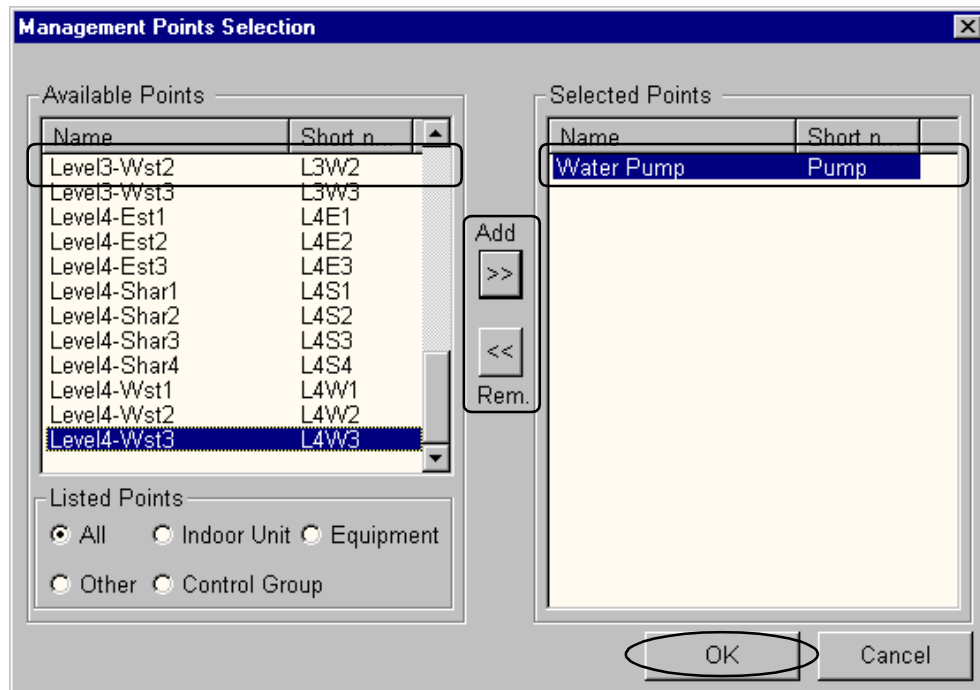 Management Points Selection
Available Points
Name Short n...
Level3-Wst2 L3W2
Level3-Wst3 L3W3
Level4-Est1 L4E1
Level4-Est2 L4E2
Level4-Est3 L4E3
Level4-Shar1 L4S1
Level4-Shar2 L4S2
Level4-Shar3 L4S3
Level4-Shar4 L4S4
Level4-Wst1 L4W1
Level4-Wst2 L4W2
Level4-Wst3 L4W3
Listed Points
All Indoor Unit Equipment
Other Control Group
Add
>>
<<
Rem.
Selected Points
Name Short n...
Water Pump Pump
OK Cancel